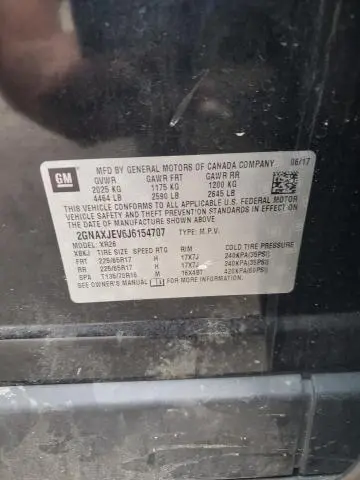 GM
MFD BY GENERAL MOTORS OF CANADA COMPANY 06/17
GVWR GAWR FRT GAWR RR
2025 KG 1175 KG 1200 KG
4464 LB 2590 LB 2645 LB
THIS VEHICLE CONFORMS TO ALL APPLICABLE U.S. FEDERAL MOTOR
VEHICLE SAFETY, BUMPER, AND THEFT PREVENTION STANDARDS IN EFFECT ON
THE DATE OF MANUFACTURE SHOWN ABOVE.
2GNAXJEV6J6154707 TYPE: M.P.V.
MODEL: XR26
XBNJ TIRE SIZE SPEED RTG RIM COLD TIRE PRESSURE
FRT 225/65R17 H 17X7J 240KPA(35PSI)
RR 225/65R17 H 17X7J 240KPA(35PSI)
SPA T135/70R16 M 16X4BT 420KPA(60PSI)
SEE OWNER'S MANUAL